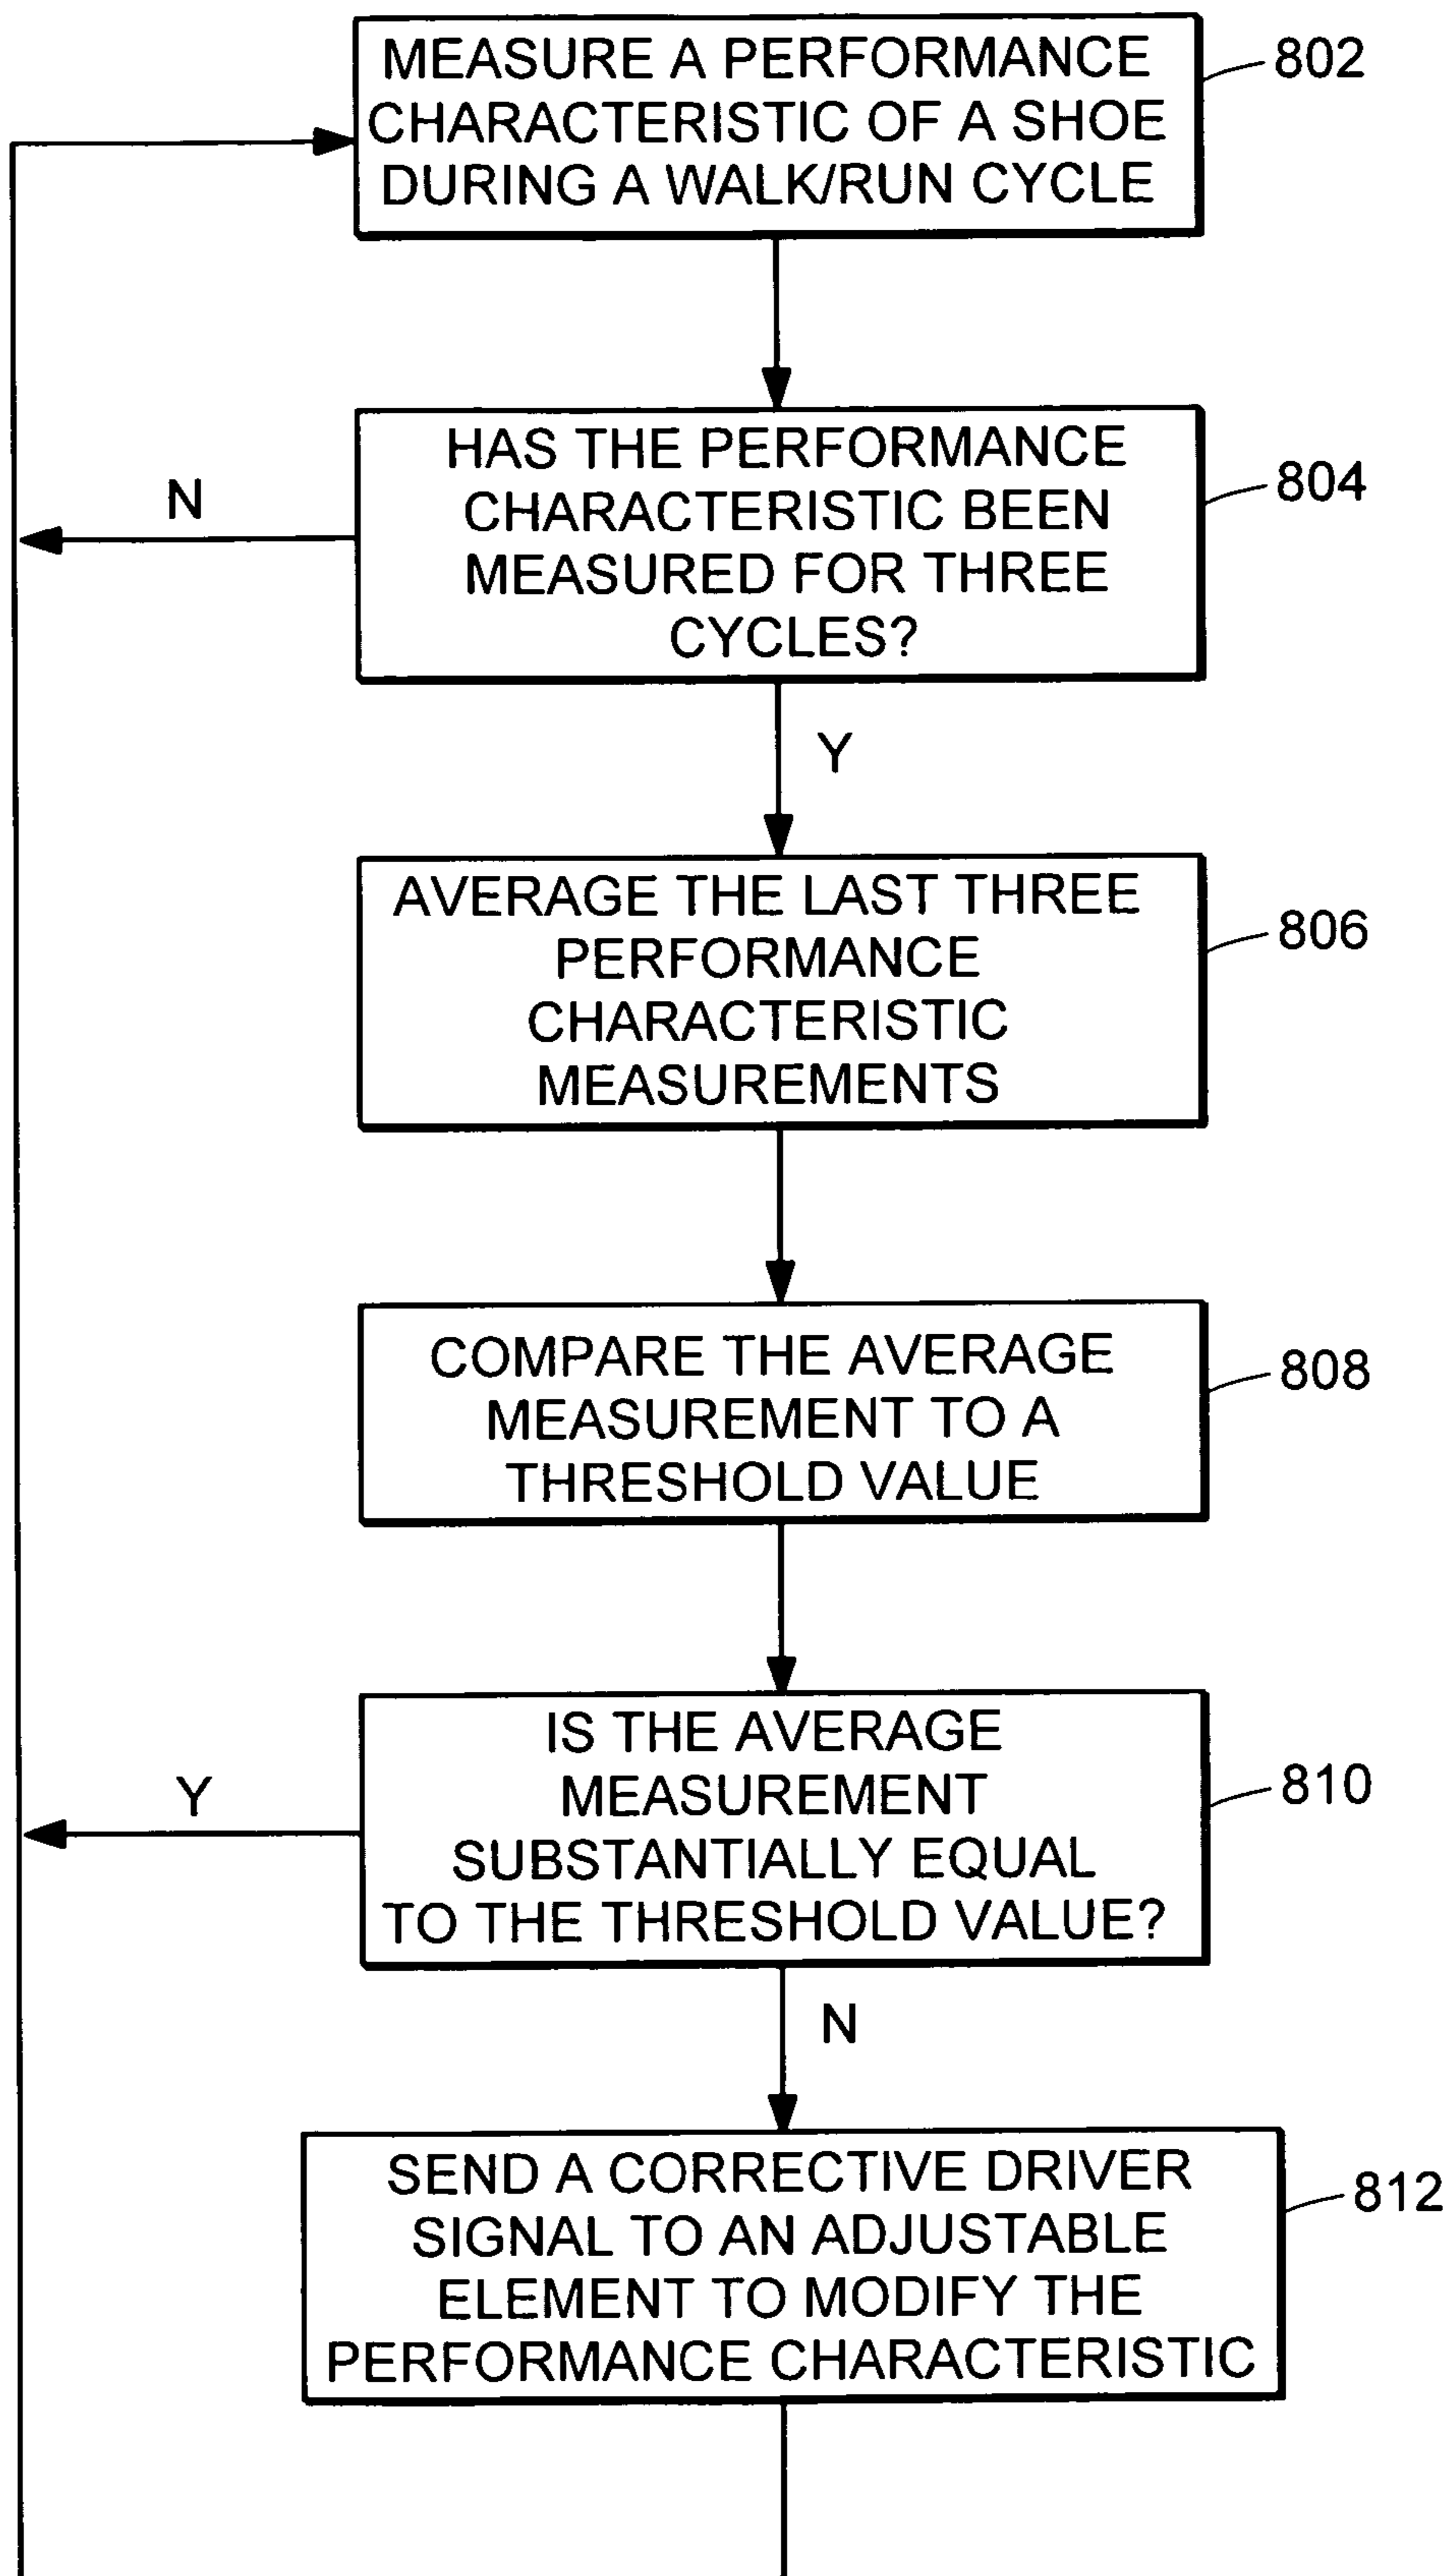 MEASURE A PERFORMANCE
CHARACTERISTIC OF A SHOE
DURING A WALK/RUN CYCLE
802
HAS THE PERFORMANCE
CHARACTERISTIC BEEN
MEASURED FOR THREE
CYCLES?
804
N
Y
AVERAGE THE LAST THREE
PERFORMANCE
CHARACTERISTIC
MEASUREMENTS
806
COMPARE THE AVERAGE
MEASUREMENT TO A
THRESHOLD VALUE
808
IS THE AVERAGE
MEASUREMENT
SUBSTANTIALLY EQUAL
TO THE THRESHOLD VALUE?
810
Y
N
SEND A CORRECTIVE DRIVER
SIGNAL TO AN ADJUSTABLE
ELEMENT TO MODIFY THE
PERFORMANCE CHARACTERISTIC
812